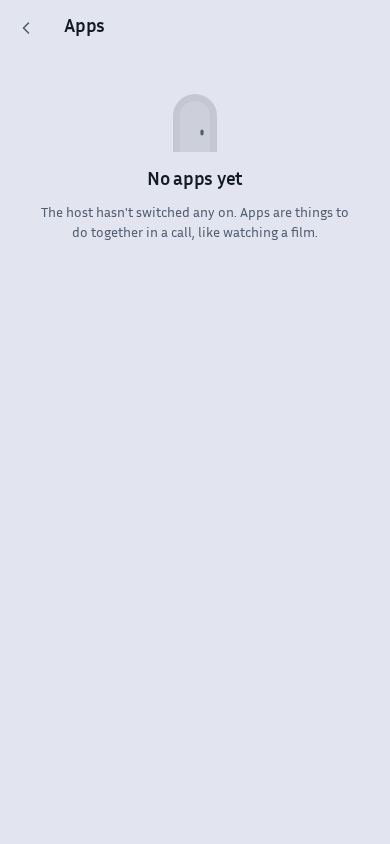 Apps
No apps yet
The host hasn't switched any on. Apps are things to
do together in a call, like watching a film.